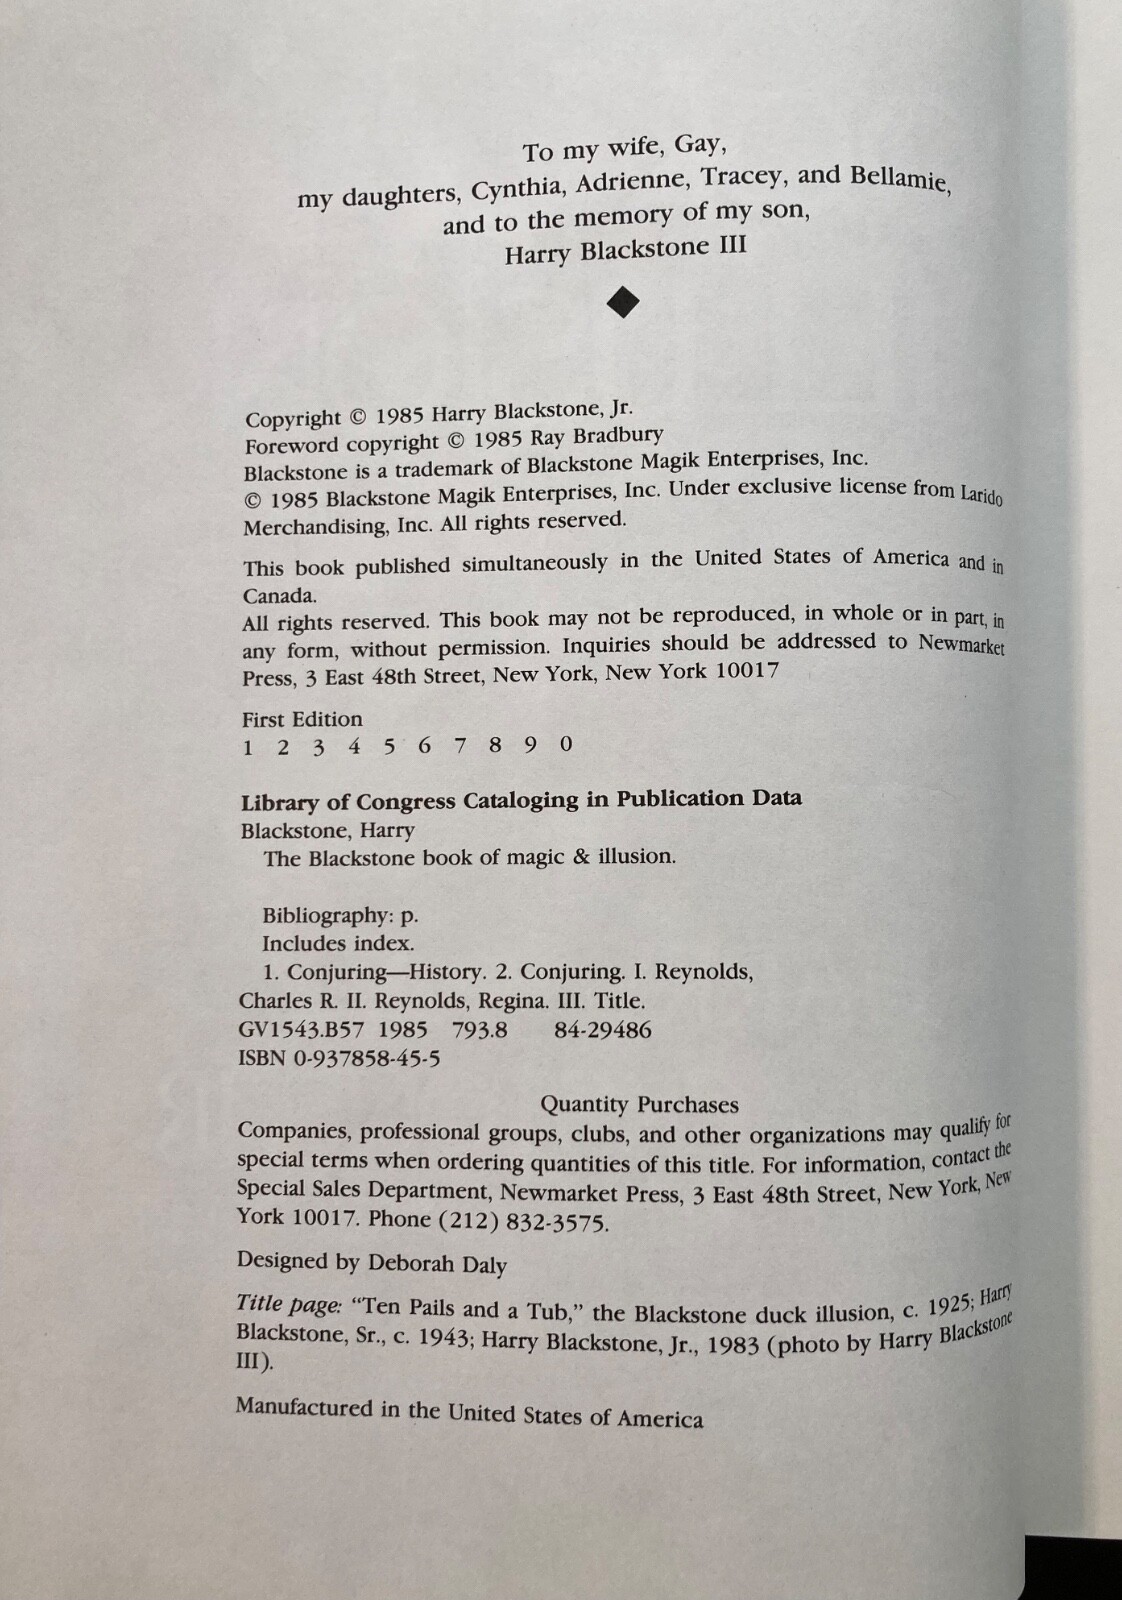 To my wife, Gay,
my daughters, Cynthia, Adrienne, Tracey, and Bellamie,
and to the memory of my son,
Harry Blackstone III
Copyright © 1985 Harry Blackstone, Jr.
Foreword copyright © 1985 Ray Bradbury
Blackstone is a trademark of Blackstone Magik Enterprises, Inc.
© 1985 Blackstone Magik Enterprises, Inc. Under exclusive license from Larido
Merchandising, Inc. All rights reserved.
This book published simultaneously in the United States of America and in
Canada.
All rights reserved. This book may not be reproduced, in whole or in part, in
any form, without permission. Inquiries should be addressed to Newmarket
Press, 3 East 48th Street, New York, New York 10017
First Edition
1 2 3 4 5 6 7 8 9 0
Library of Congress Cataloging in Publication Data
Blackstone, Harry
The Blackstone book of magic & illusion.
Bibliography: p.
Includes index.
1. Conjuring—History. 2. Conjuring. I. Reynolds,
Charles R. II. Reynolds, Regina. III. Title.
GV1543.B57 1985 793.8 84-29486
ISBN 0-937858-45-5
Quantity Purchases
Companies, professional groups, clubs, and other organizations may qualify for
special terms when ordering quantities of this title. For information, contact the
Special Sales Department, Newmarket Press, 3 East 48th Street, New York, New
York 10017. Phone (212) 832-3575.
Designed by Deborah Daly
Title page: “Ten Pails and a Tub,” the Blackstone duck illusion, c. 1925; Harry
Blackstone, Sr., c. 1943; Harry Blackstone, Jr., 1983 (photo by Harry Blackstone
III).
Manufactured in the United States of America